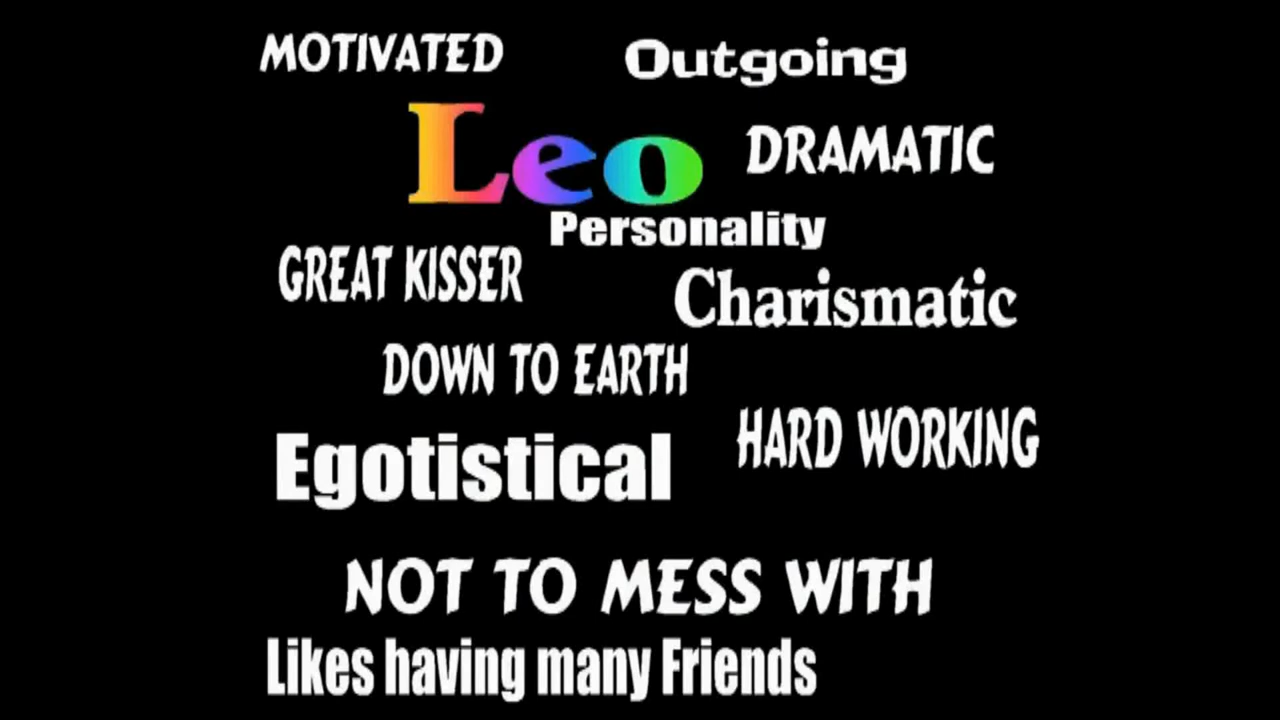 MOTIVATED
Outgoing
Leo
DRAMATIC
Personality
GREAT KISSER
Charismatic
DOWN TO EARTH
HARD WORKING
Egotistical
NOT TO MESS WITH
Likes having many Friends